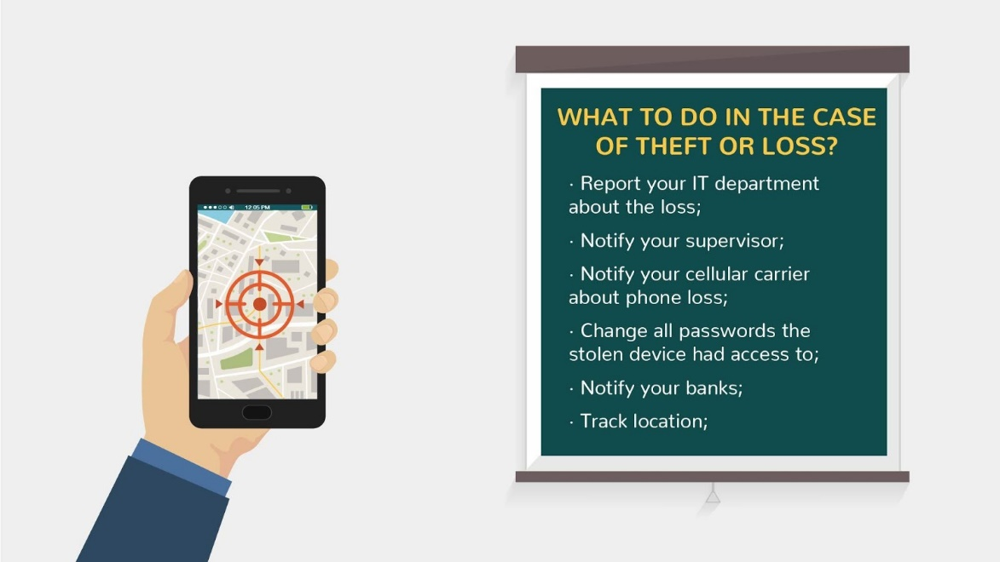 12:05 PM
WHAT TO DO IN THE CASE
OF THEFT OR LOSS?
· Report your IT department
about the loss;
· Notify your supervisor;
· Notify your cellular carrier
about phone loss;
· Change all passwords the
stolen device had access to;
· Notify your banks;
· Track location;